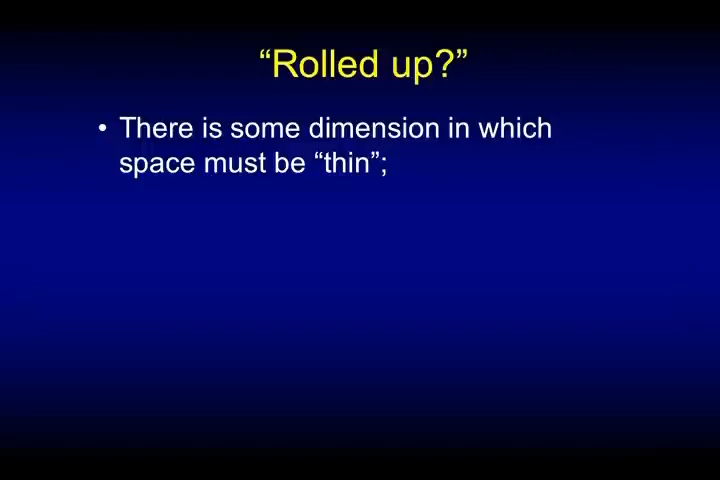 “Rolled up?”
• There is some dimension in which
space must be “thin”;